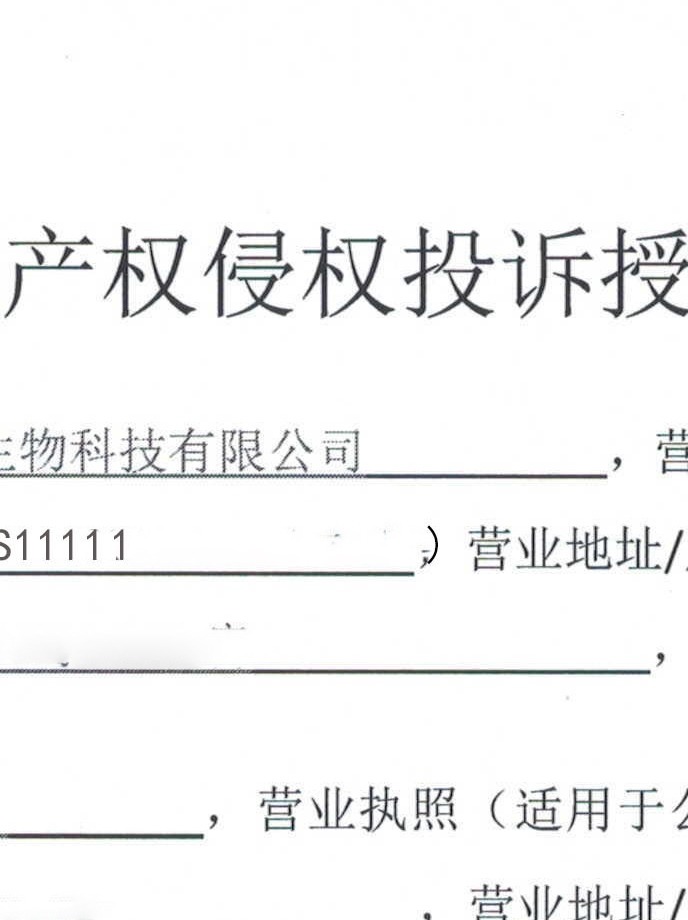 产权侵权投诉授
生物科技有限公司，营
S11111) 营业地址/
，
，营业执照（适用于公
，营业地址/